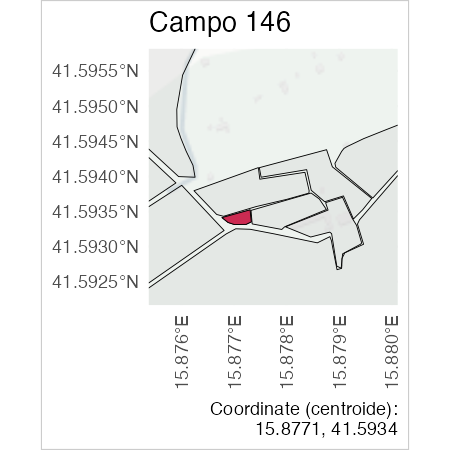 Campo 146
41.5955°N
41.5950°N
41.5945°N
41.5940°N
41.5935°N
41.5930°N
41.5925°N
15.876°E
15.877°E
15.878°E
15.879°E
15.880°E
Coordinate (centroide):
15.8771, 41.5934